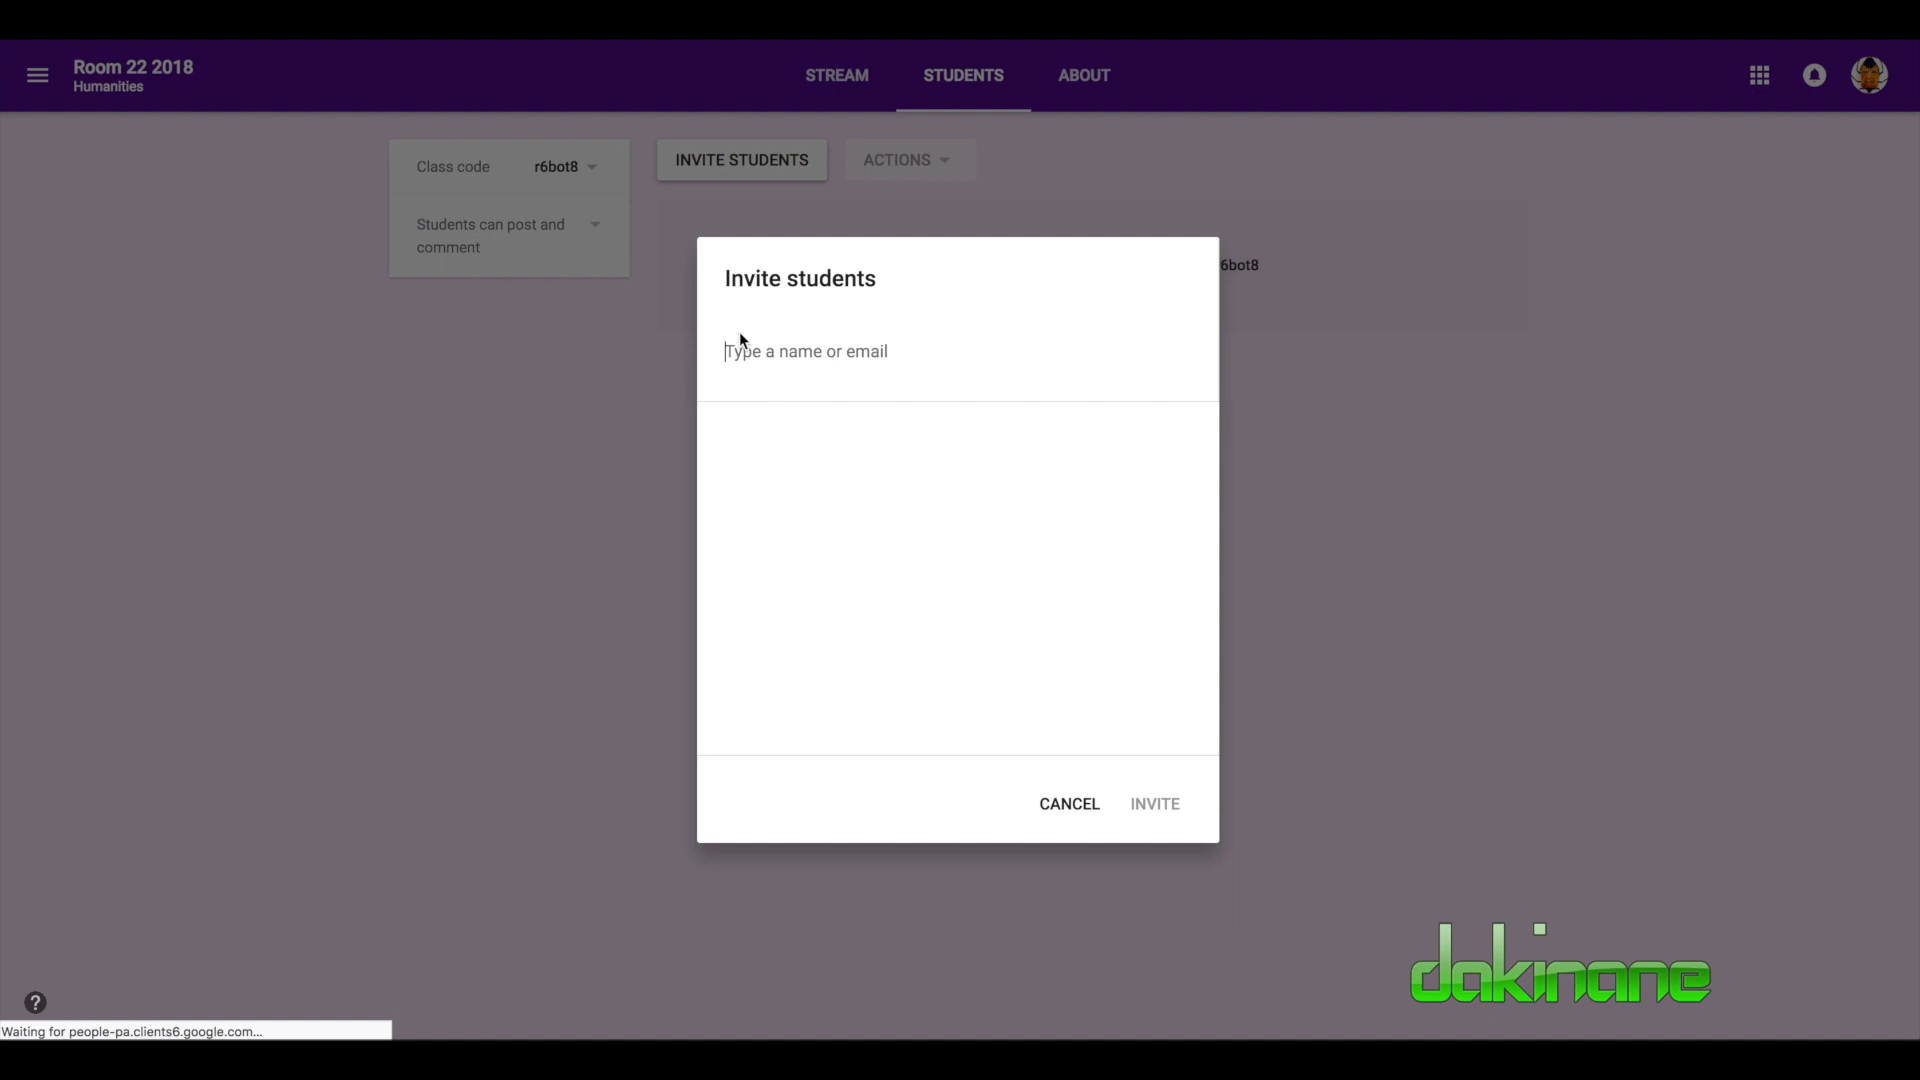 Room 22 2018
Humanities
STREAM
STUDENTS
ABOUT
Class code r6bot8
Students can post and
comment
INVITE STUDENTS
ACTIONS
6bot8
Invite students
Type a name or email
CANCEL
INVITE
dakinane
?
Waiting for people-pa.clients6.google.com...